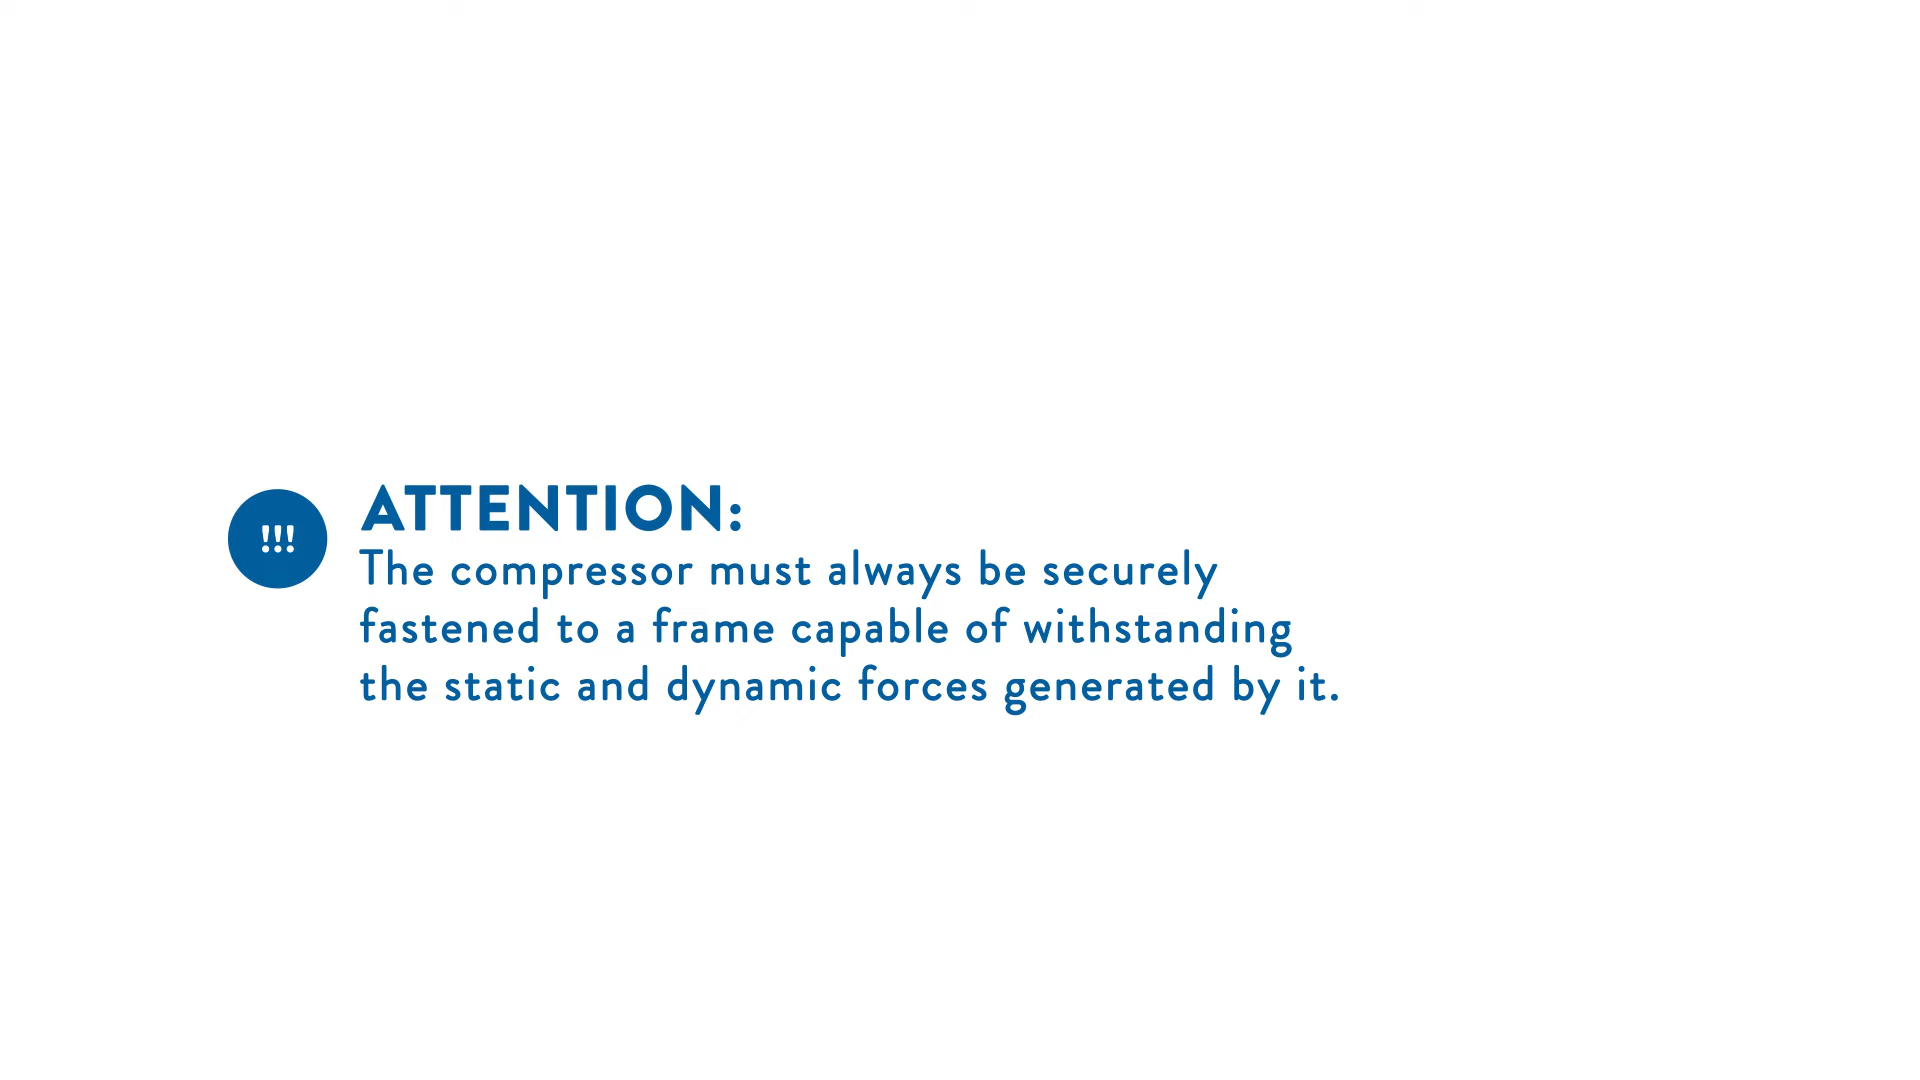 !!!
ATTENTION:
The compressor must always be securely
fastened to a frame capable of withstanding
the static and dynamic forces generated by it.